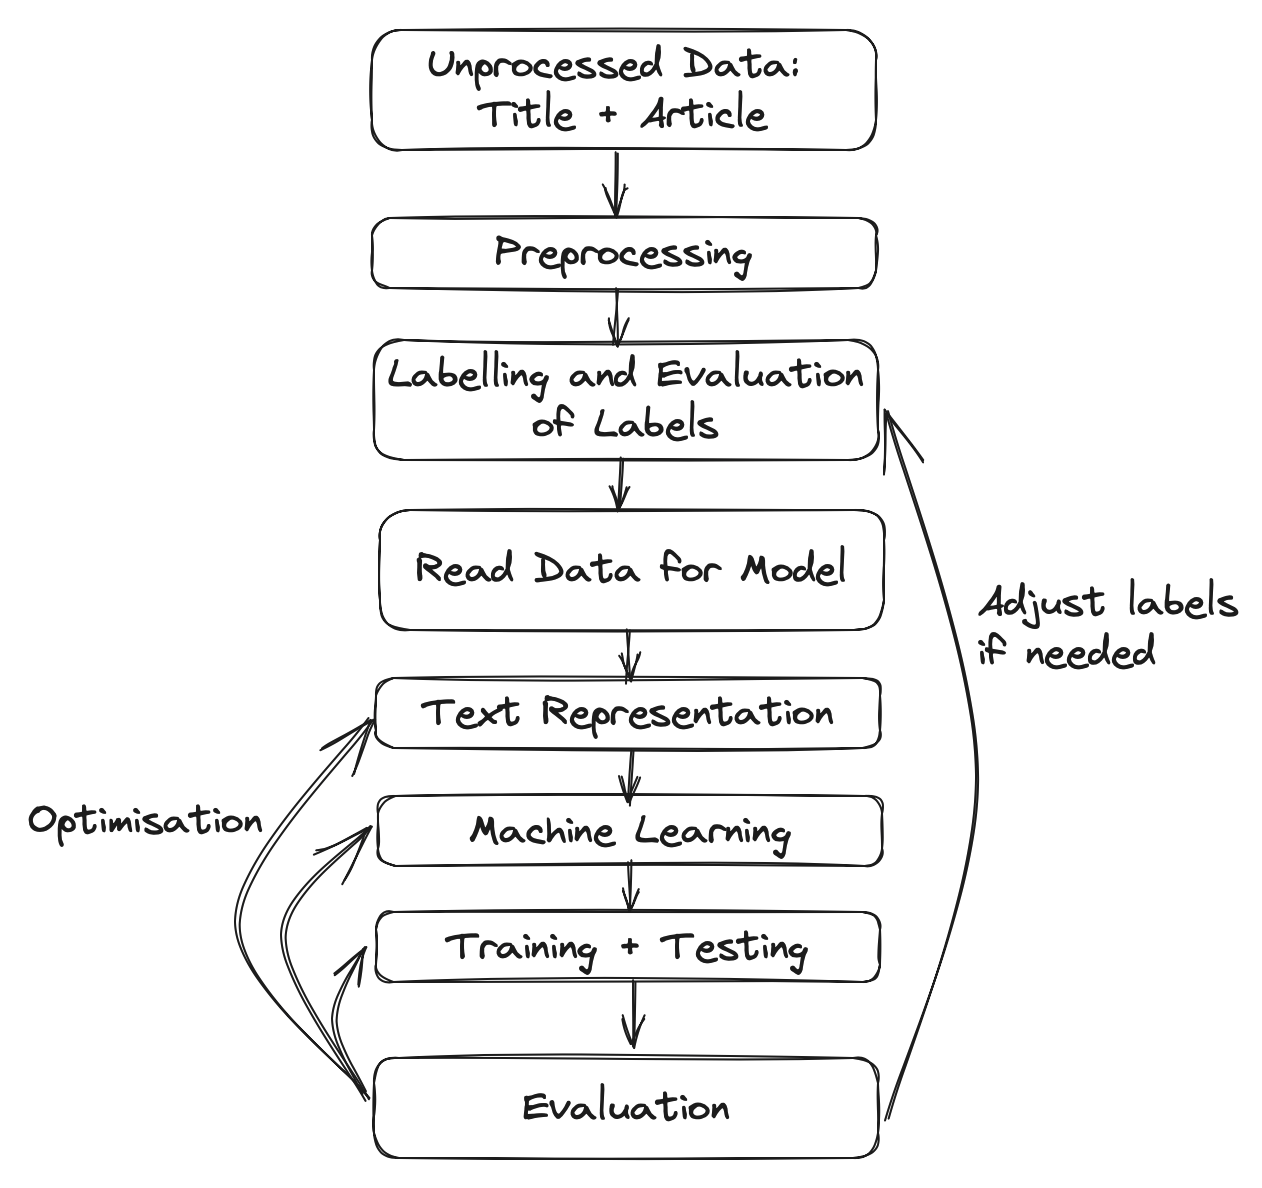 Unprocessed Data:
Title + Article
Preprocessing
Labelling and Evaluation
of Labels
Read Data for Model
Adjust labels
if needed
Text Representation
Optimisation
Machine Learning
Training + Testing
Evaluation